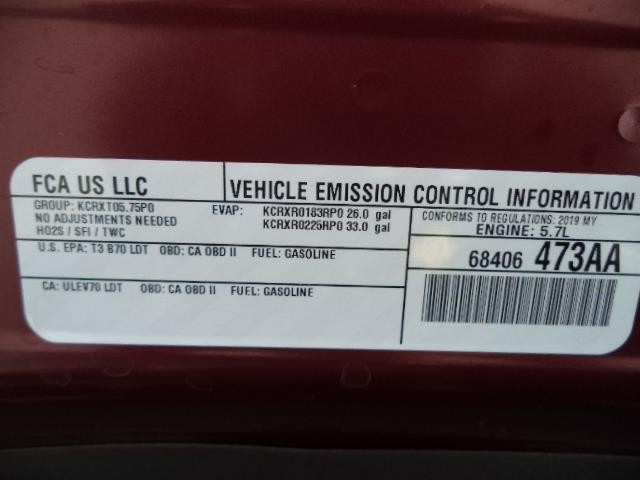 FCA US LLC
VEHICLE EMISSION CONTROL INFORMATION
GROUP: KCRXT05.75P0
NO ADJUSTMENTS NEEDED
HO2S / SFI / TWC
EVAP: KCRXR0183RP0 26.0 gal
KCRXR0225RP0 33.0 gal
CONFORMS TO REGULATIONS: 2019 MY
ENGINE: 5.7L
U.S. EPA: T3 B70 LDT OBD: CA OBD II FUEL: GASOLINE
68406 473AA
CA: ULEV70 LDT OBD: CA OBD II FUEL: GASOLINE